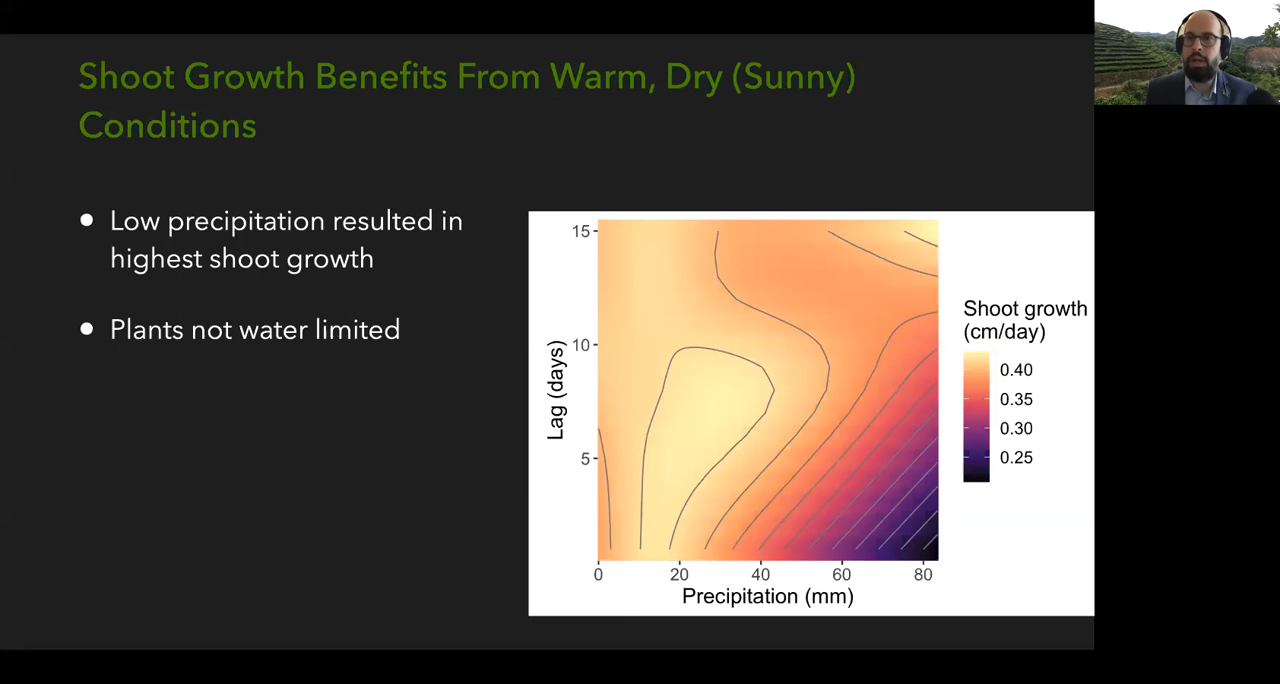 Shoot Growth Benefits From Warm, Dry (Sunny)
Conditions
● Low precipitation resulted in
highest shoot growth
● Plants not water limited
15
10
5
Lag (days)
0 20 40 60 80
Precipitation (mm)
Shoot growth
(cm/day)
0.40
0.35
0.30
0.25